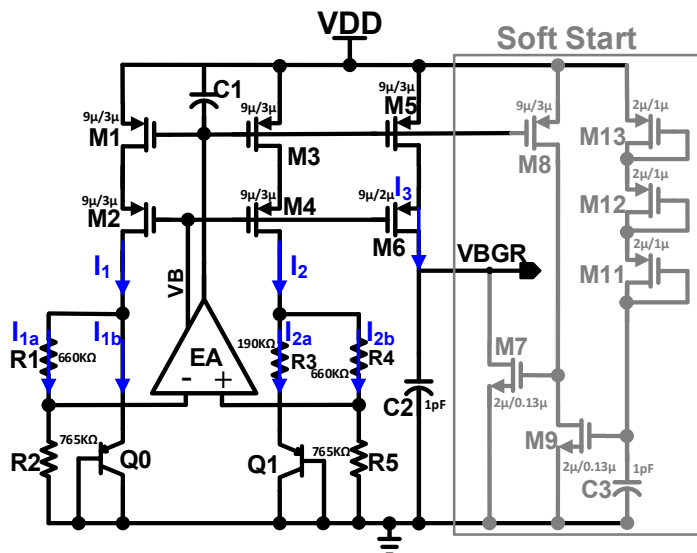 VDD
Soft Start
C1
9μ/3μ
M1
9μ/3μ
M3
9μ/3μ
M5
9μ/3μ
M8
2μ/1μ
M13
9μ/3μ
M2
9μ/3μ
M4
9μ/2μ
I3
M6
2μ/1μ
M12
VBGR
2μ/1μ
M11
I1
VB
I2
I1a
R1
660KΩ
I1b
EA
-
+
190KΩ
I2a
R3
I2b
R4
660KΩ
M7
2μ/0.13μ
C2
1pF
M9
2μ/0.13μ
R2
765KΩ
Q0
Q1
765KΩ
R5
C3
1pF